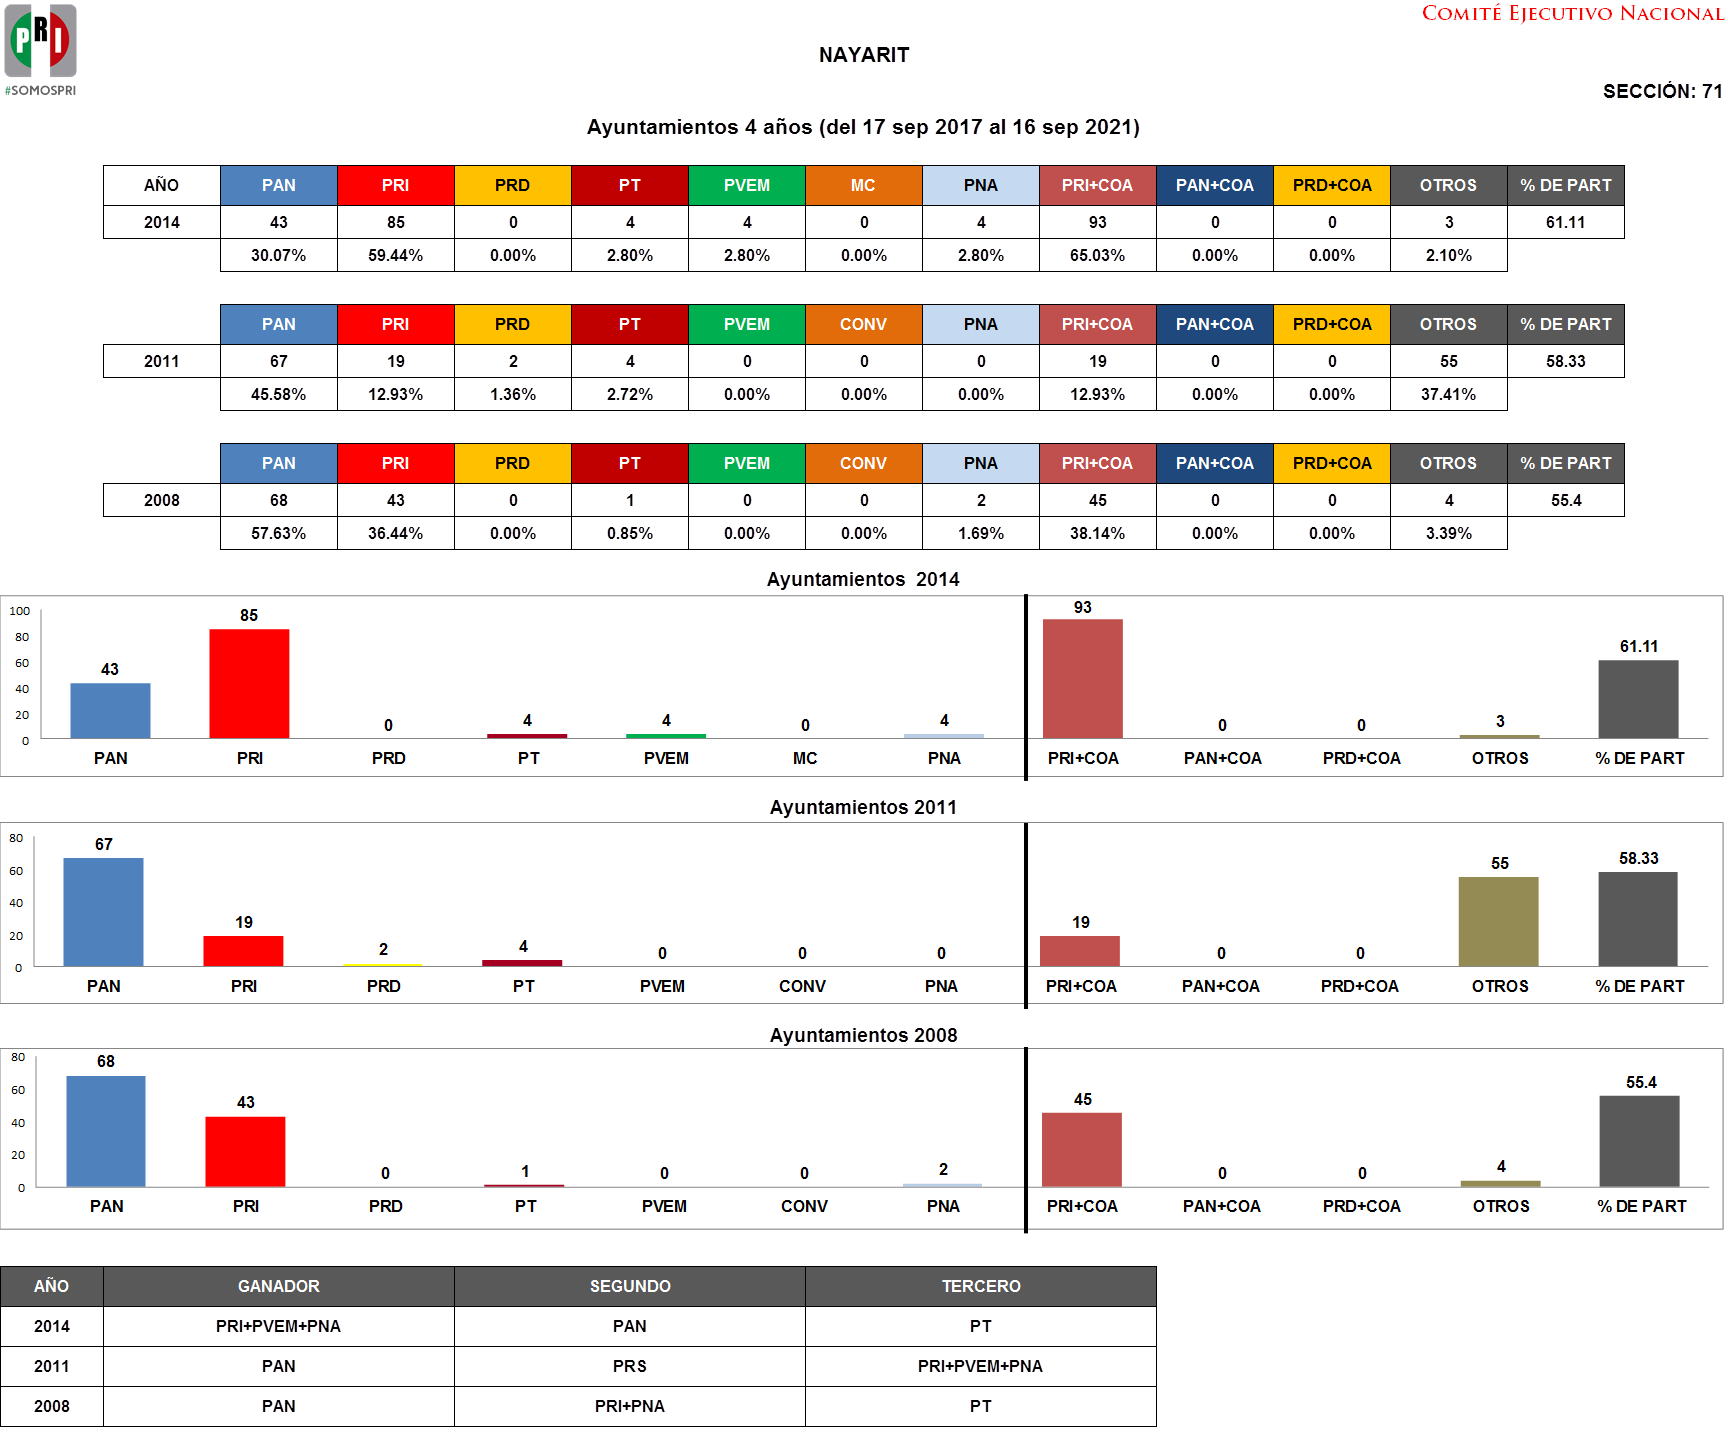 PRI
#SOMOSPRI
COMITÉ EJECUTIVO NACIONAL
NAYARIT
SECCIÓN: 71
Ayuntamientos 4 años (del 17 sep 2017 al 16 sep 2021)
AÑO PAN PRI PRD PT PVEM MC PNA PRI+COA PAN+COA PRD+COA OTROS % DE PART
2014 43 85 0 4 4 0 4 93 0 0 3 61.11
30.07% 59.44% 0.00% 2.80% 2.80% 0.00% 2.80% 65.03% 0.00% 0.00% 2.10%
PAN PRI PRD PT PVEM CONV PNA PRI+COA PAN+COA PRD+COA OTROS % DE PART
2011 67 19 2 4 0 0 0 19 0 0 55 58.33
45.58% 12.93% 1.36% 2.72% 0.00% 0.00% 0.00% 12.93% 0.00% 0.00% 37.41%
PAN PRI PRD PT PVEM CONV PNA PRI+COA PAN+COA PRD+COA OTROS % DE PART
2008 68 43 0 1 0 0 2 45 0 0 4 55.4
57.63% 36.44% 0.00% 0.85% 0.00% 0.00% 1.69% 38.14% 0.00% 0.00% 3.39%
Ayuntamientos 2014
100
80
60
40
20
0
43 85 0 4 4 0 4 93 0 0 3 61.11
PAN PRI PRD PT PVEM MC PNA PRI+COA PAN+COA PRD+COA OTROS % DE PART
Ayuntamientos 2011
80
60
40
20
0
67 19 2 4 0 0 0 19 0 0 55 58.33
PAN PRI PRD PT PVEM CONV PNA PRI+COA PAN+COA PRD+COA OTROS % DE PART
Ayuntamientos 2008
80
60
40
20
0
68 43 0 1 0 0 2 45 0 0 4 55.4
PAN PRI PRD PT PVEM CONV PNA PRI+COA PAN+COA PRD+COA OTROS % DE PART
AÑO GANADOR SEGUNDO TERCERO
2014 PRI+PVEM+PNA PAN PT
2011 PAN PRS PRI+PVEM+PNA
2008 PAN PRI+PNA PT